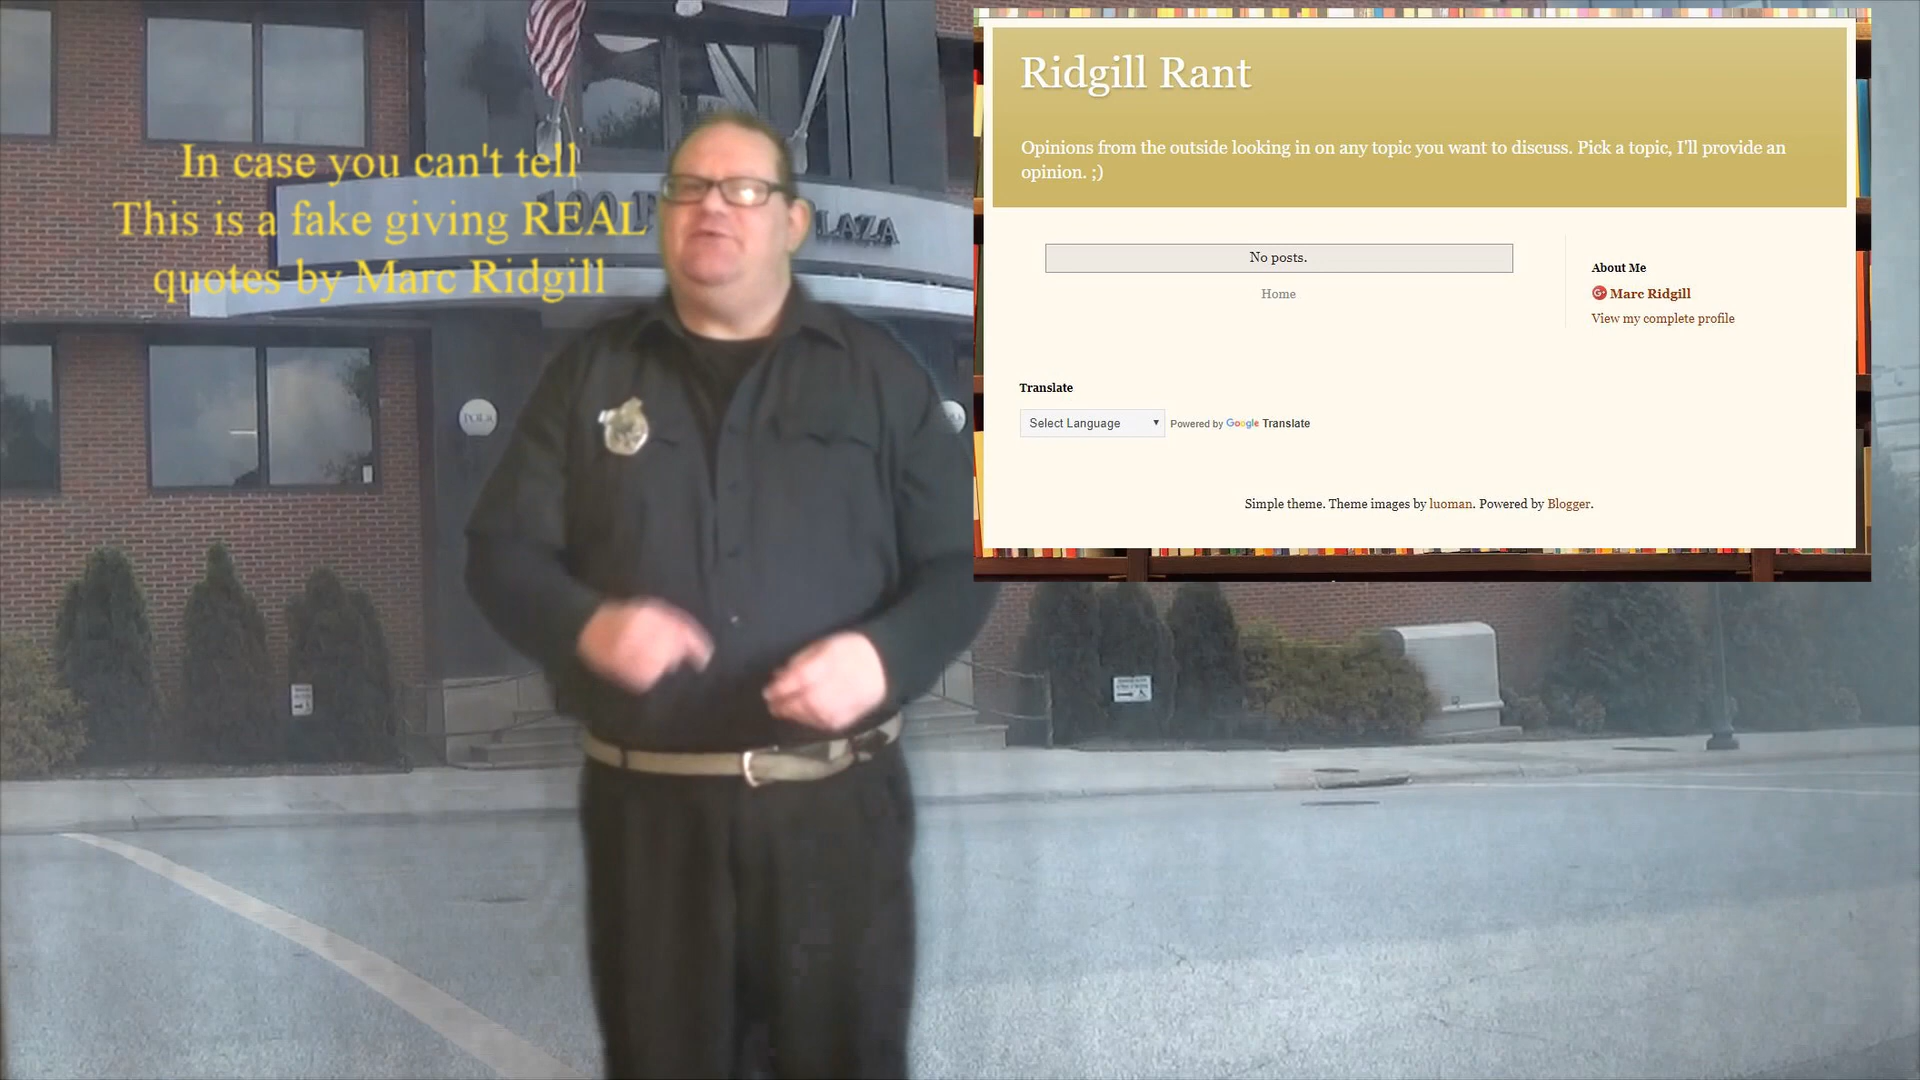 In case you can't tell
This is a fake giving REAL
quotes by Marc Ridgill
PLAZA
Ridgill Rant
Opinions from the outside looking in on any topic you want to discuss. Pick a topic, I'll provide an
opinion. ;)
No posts.
Home
About Me
Marc Ridgill
View my complete profile
Translate
Select Language
Powered by Google Translate
Simple theme. Theme images by luoman. Powered by Blogger.